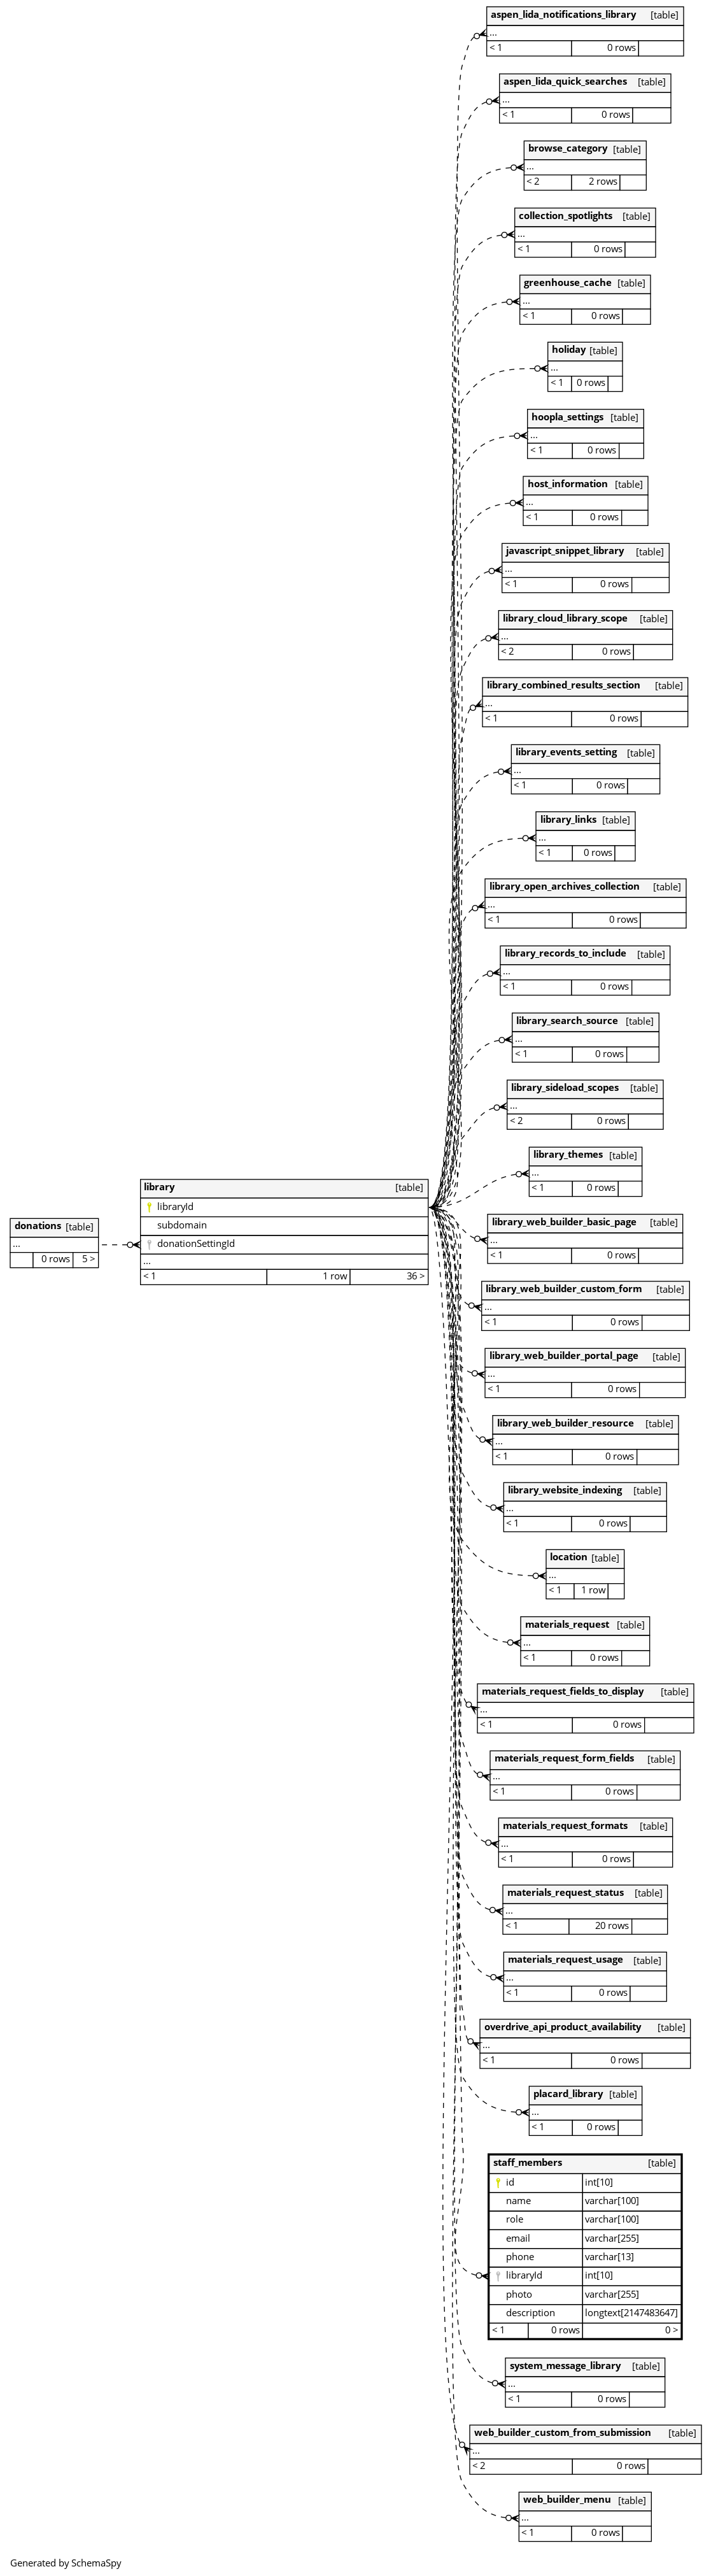 aspen_lida_notifications_library [table]
...
< 1 0 rows
aspen_lida_quick_searches [table]
...
< 1 0 rows
browse_category [table]
...
< 2 2 rows
collection_spotlights [table]
...
< 1 0 rows
greenhouse_cache [table]
...
< 1 0 rows
holiday [table]
...
< 1 0 rows
hoopla_settings [table]
...
< 1 0 rows
host_information [table]
...
< 1 0 rows
javascript_snippet_library [table]
...
< 1 0 rows
library_cloud_library_scope [table]
...
< 2 0 rows
library_combined_results_section [table]
...
< 1 0 rows
library_events_setting [table]
...
< 1 0 rows
library_links [table]
...
< 1 0 rows
library_open_archives_collection [table]
...
< 1 0 rows
library_records_to_include [table]
...
< 1 0 rows
library_search_source [table]
...
< 1 0 rows
library_sideload_scopes [table]
...
< 2 0 rows
library_themes [table]
...
< 1 0 rows
donations [table]
...
0 rows 5 >
library [table]
libraryId
subdomain
donationSettingId
...
< 1 1 row 36 >
library_web_builder_basic_page [table]
...
< 1 0 rows
library_web_builder_custom_form [table]
...
< 1 0 rows
library_web_builder_portal_page [table]
...
< 1 0 rows
library_web_builder_resource [table]
...
< 1 0 rows
library_website_indexing [table]
...
< 1 0 rows
location [table]
...
< 1 1 row
materials_request [table]
...
< 1 0 rows
materials_request_fields_to_display [table]
...
< 1 0 rows
materials_request_form_fields [table]
...
< 1 0 rows
materials_request_formats [table]
...
< 1 0 rows
materials_request_status [table]
...
< 1 20 rows
materials_request_usage [table]
...
< 1 0 rows
overdrive_api_product_availability [table]
...
< 1 0 rows
placard_library [table]
...
< 1 0 rows
staff_members [table]
id int[10]
name varchar[100]
role varchar[100]
email varchar[255]
phone varchar[13]
libraryId int[10]
photo varchar[255]
description longtext[2147483647]
< 1 0 rows 0 >
system_message_library [table]
...
< 1 0 rows
web_builder_custom_from_submission [table]
...
< 2 0 rows
web_builder_menu [table]
...
< 1 0 rows
Generated by SchemaSpy